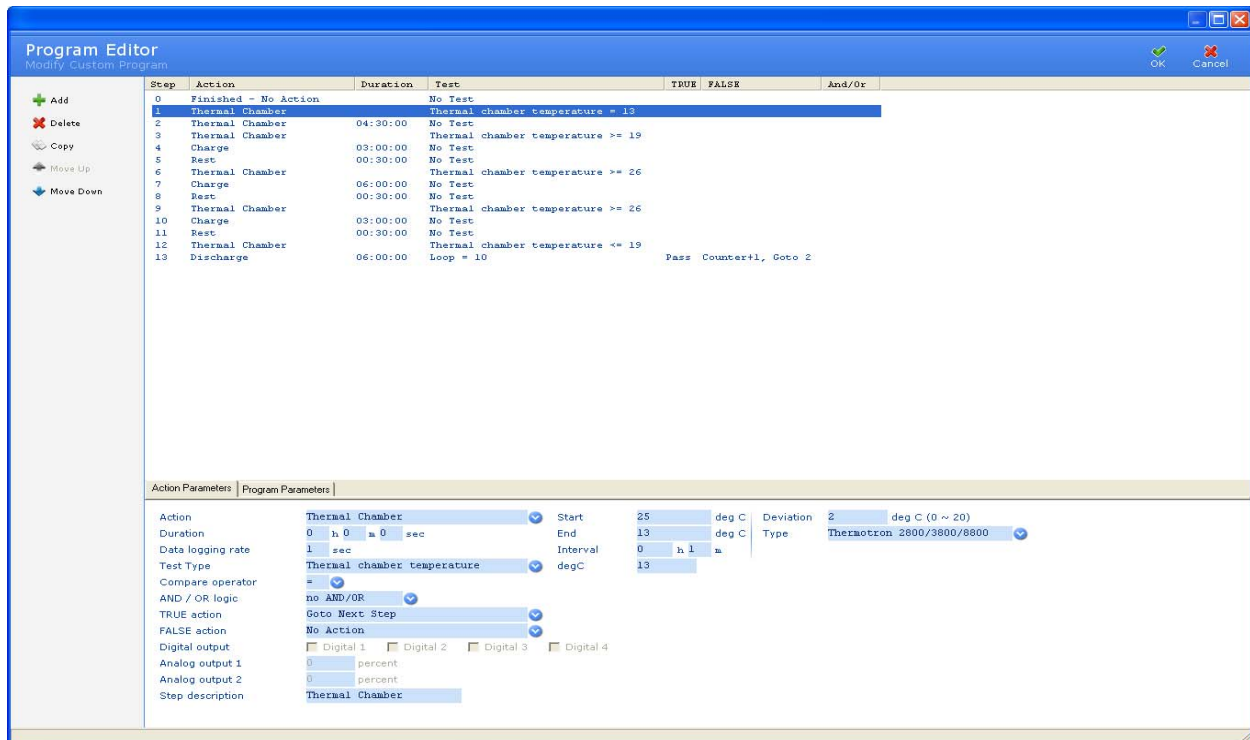 Program Editor
Modify Custom Program
OK Cancel
Add
Delete
Copy
Move Up
Move Down
Step Action Duration Test TRUE FALSE And/Or
0 Finished - No Action No Test
1 Thermal Chamber Thermal chamber temperature = 13
2 Thermal Chamber 04:30:00 No Test
3 Thermal Chamber Thermal chamber temperature >= 19
4 Charge 03:00:00 No Test
5 Rest 00:30:00 No Test
6 Thermal Chamber Thermal chamber temperature >= 26
7 Charge 06:00:00 No Test
8 Rest 00:30:00 No Test
9 Thermal Chamber Thermal chamber temperature >= 26
10 Charge 03:00:00 No Test
11 Rest 00:30:00 No Test
12 Thermal Chamber Thermal chamber temperature <= 19
13 Discharge 06:00:00 Loop = 10 Pass Counter+1, Goto 2
Action Parameters Program Parameters
Action Thermal Chamber Start 25 deg C Deviation 2 deg C (0 ~ 20)
Duration 0 h 0 m 0 sec End 13 deg C Type Thermotron 2800/3800/8800
Data logging rate 1 sec Interval 0 h 1 m
Test Type Thermal chamber temperature degC 13
Compare operator =
AND / OR logic no AND/OR
TRUE action Goto Next Step
FALSE action No Action
Digital output Digital 1 Digital 2 Digital 3 Digital 4
Analog output 1 0 percent
Analog output 2 0 percent
Step description Thermal Chamber